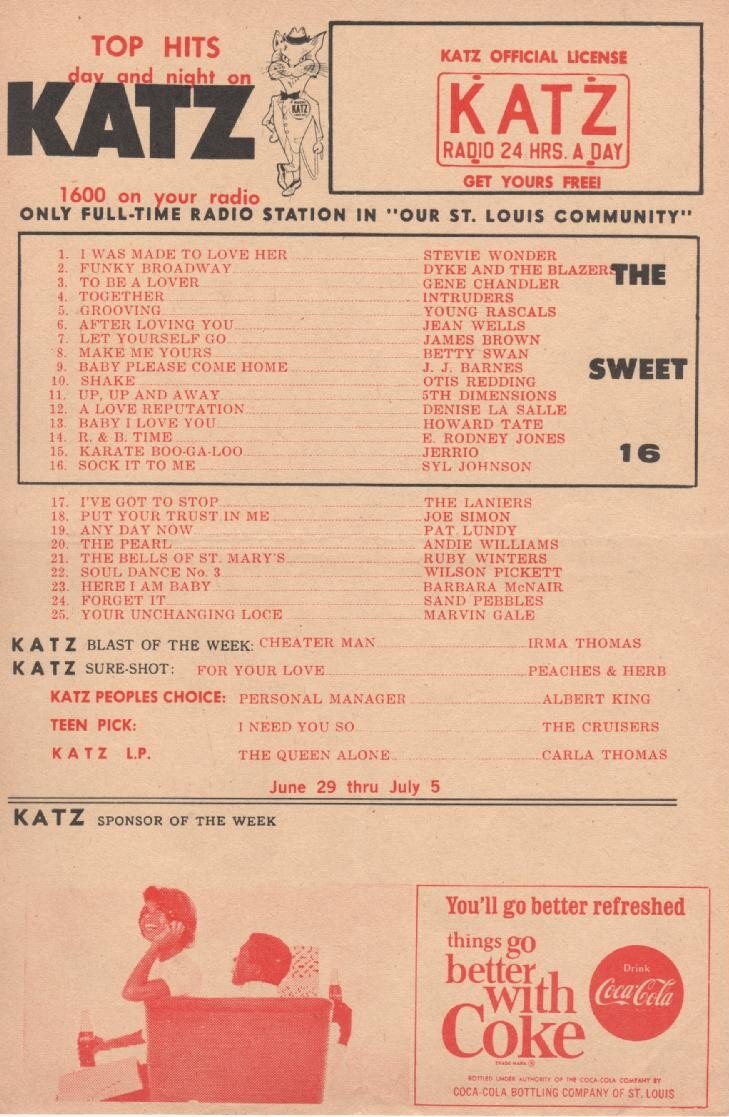 TOP HITS
day and night on
KATZ
1600 on your radio
KATZ
KATZ OFFICIAL LICENSE
KATZ
RADIO 24 HRS. A DAY
GET YOURS FREE!
ONLY FULL-TIME RADIO STATION IN "OUR ST. LOUIS COMMUNITY"
THE
SWEET
16
1. I WAS MADE TO LOVE HER STEVIE WONDER
2. FUNKY BROADWAY DYKE AND THE BLAZERS
3. TO BE A LOVER GENE CHANDLER
4. TOGETHER INTRUDERS
5. GROOVING YOUNG RASCALS
6. AFTER LOVING YOU JEAN WELLS
7. LET YOURSELF GO JAMES BROWN
8. MAKE ME YOURS BETTY SWAN
9. BABY PLEASE COME HOME J. J. BARNES
10. SHAKE OTIS REDDING
11. UP, UP AND AWAY 5TH DIMENSIONS
12. A LOVE REPUTATION DENISE LA SALLE
13. BABY I LOVE YOU HOWARD TATE
14. R. & B. TIME E. RODNEY JONES
15. KARATE BOO-GA-LOO JERRIO
16. SOCK IT TO ME SYL JOHNSON
17. I'VE GOT TO STOP THE LANIERS
18. PUT YOUR TRUST IN ME JOE SIMON
19. ANY DAY NOW PAT LUNDY
20. THE PEARL ANDIE WILLIAMS
21. THE BELLS OF ST. MARY'S RUBY WINTERS
22. SOUL DANCE No. 3 WILSON PICKETT
23. HERE I AM BABY BARBARA McNAIR
24. FORGET IT SAND PEBBLES
25. YOUR UNCHANGING LOCE MARVIN GALE
KATZ BLAST OF THE WEEK: CHEATER MAN IRMA THOMAS
KATZ SURE-SHOT: FOR YOUR LOVE PEACHES & HERB
KATZ PEOPLES CHOICE: PERSONAL MANAGER ALBERT KING
TEEN PICK: I NEED YOU SO THE CRUISERS
KATZ L.P. THE QUEEN ALONE CARLA THOMAS
June 29 thru July 5
KATZ SPONSOR OF THE WEEK
You'll go better refreshed
things go
better
with
Coke
TRADE-MARK ®
Drink
Coca-Cola
BOTTLED UNDER AUTHORITY OF THE COCA-COLA COMPANY BY
COCA-COLA BOTTLING COMPANY OF ST. LOUIS